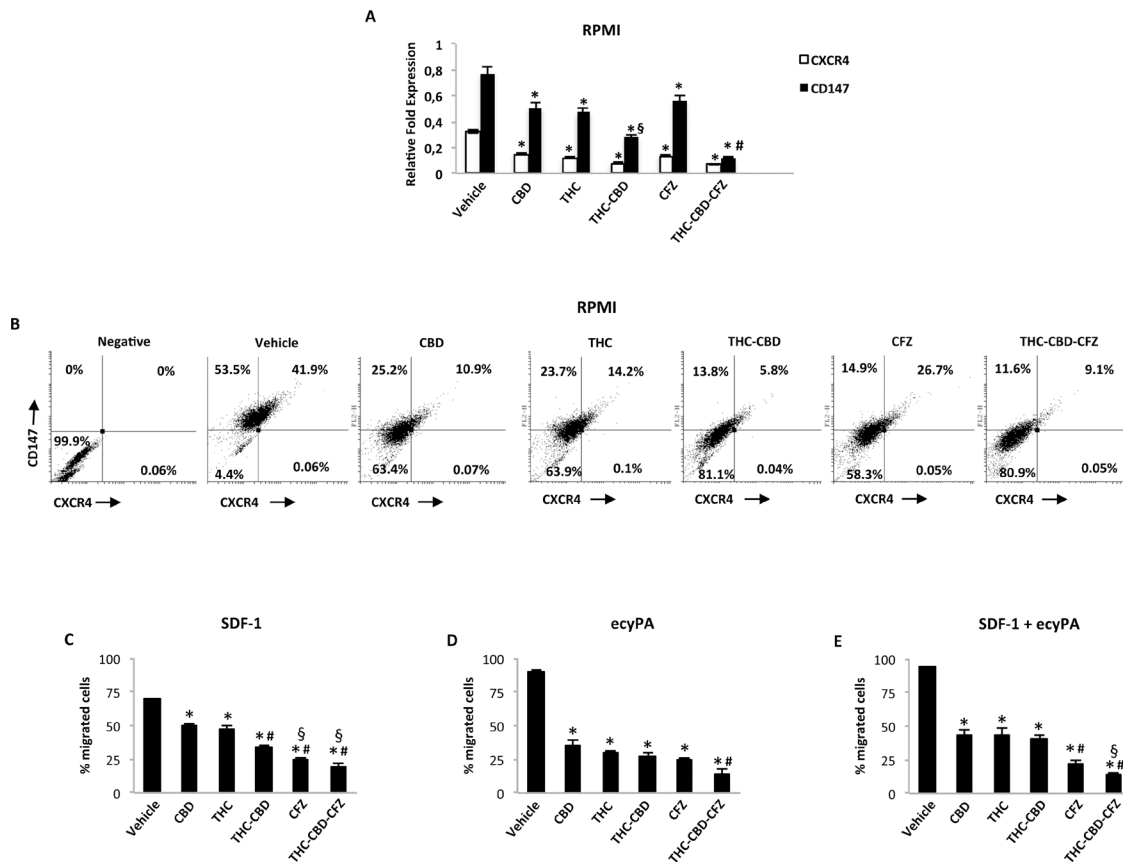 A
RPMI
Relative Fold Expression
1
0,8
0,6
0,4
0,2
0
CXCR4
CD147
* * * * * * * § * * * * #
Vehicle CBD THC THC-CBD CFZ THC-CBD-CFZ
RPMI
B
Negative Vehicle CBD THC THC-CBD CFZ THC-CBD-CFZ
0% 0% 53.5% 41.9% 25.2% 10.9% 23.7% 14.2% 13.8% 5.8% 14.9% 26.7% 11.6% 9.1%
CD147
FL2-H FL2-H FL2-H FL2-H FL2-H
99.9% 0.06% 4.4% 0.06% 63.4% 0.07% 63.9% 0.1% 81.1% 0.04% 58.3% 0.05% 80.9% 0.05%
CXCR4 CXCR4 CXCR4 CXCR4 CXCR4 CXCR4 CXCR4
C
SDF-1
% migrated cells
100
75
50
25
0
* * *# § *# § *#
Vehicle CBD THC THC-CBD CFZ THC-CBD-CFZ
D
ecyPA
% migrated cells
100
75
50
25
0
* * * * *#
Vehicle CBD THC THC-CBD CFZ THC-CBD-CFZ
E
SDF-1 + ecyPA
% migrated cells
100
75
50
25
0
* * * *# § *#
Vehicle CBD THC THC-CBD CFZ THC-CBD-CFZ